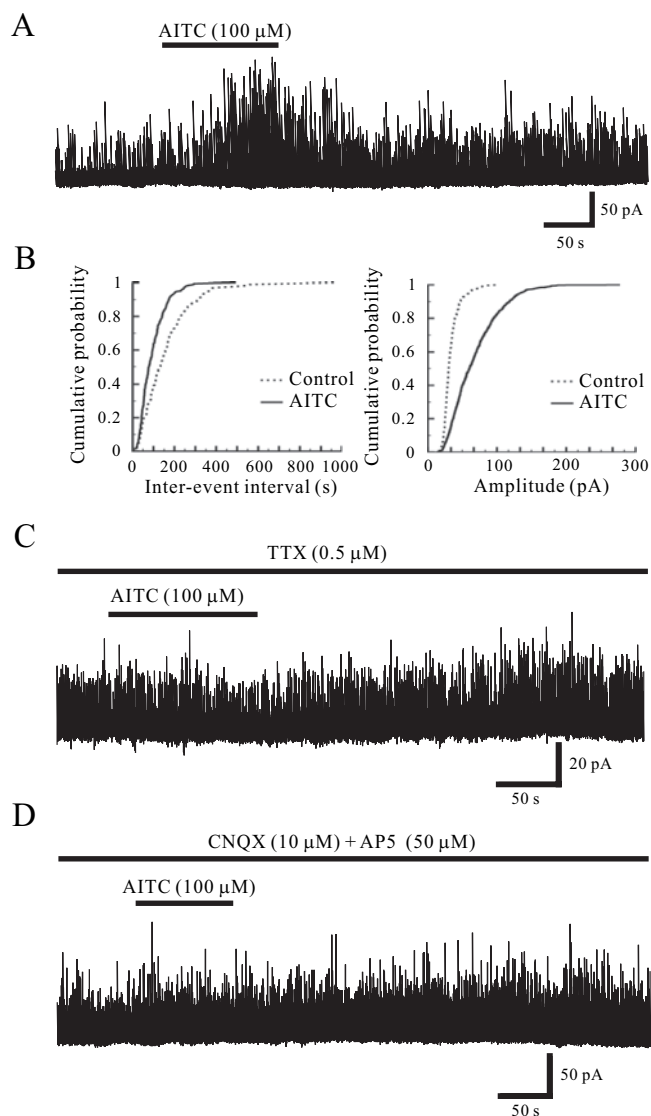 A
AITC (100 μM)
50 pA
50 s
B
Cumulative probability
1
0.8
0.6
0.4
0.2
0
Control
AITC
0 200 400 600 800 1000
Inter-event interval (s)
Cumulative probability
1
0.8
0.6
0.4
0.2
0
Control
AITC
0 100 200 300
Amplitude (pA)
C
TTX (0.5 μM)
AITC (100 μM)
20 pA
50 s
D
CNQX (10 μM) + AP5 (50 μM)
AITC (100 μM)
50 pA
50 s